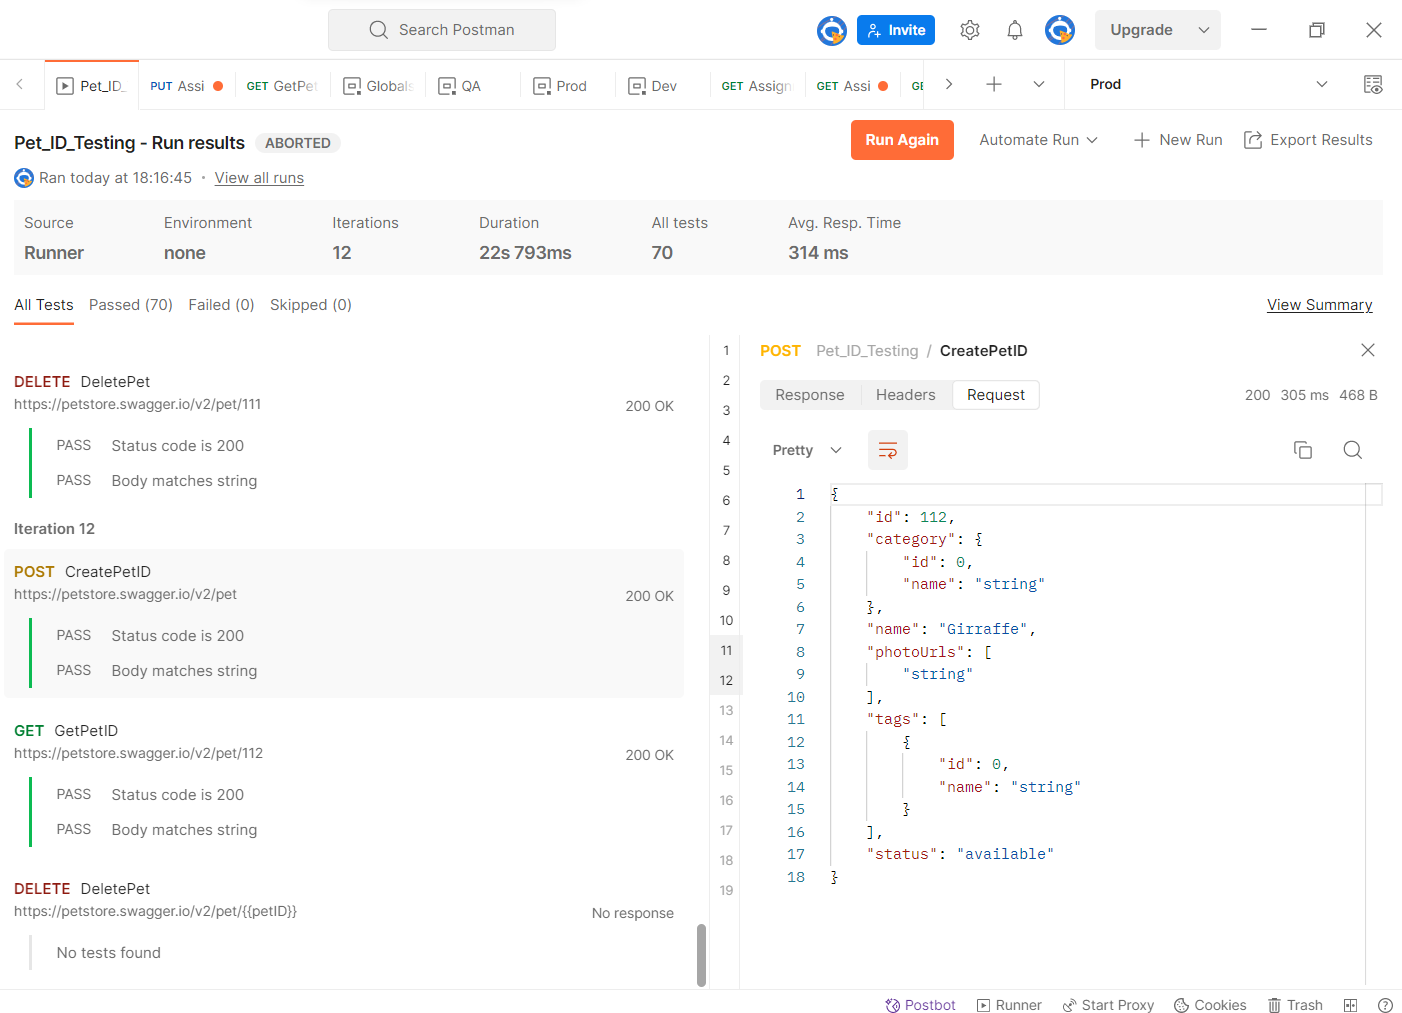 Search Postman
Invite
Upgrade
Pet_ID_
PUT Assi
GET GetPet
Globals
QA
Prod
Dev
GET Assign
GET Assi
GE
Prod
Pet_ID_Testing - Run results
ABORTED
Run Again
Automate Run
New Run
Export Results
Ran today at 18:16:45 · View all runs
Source
Environment
Iterations
Duration
All tests
Avg. Resp. Time
Runner
none
12
22s 793ms
70
314 ms
All Tests
Passed (70)
Failed (0)
Skipped (0)
View Summary
DELETE DeletePet
https://petstore.swagger.io/v2/pet/111
200 OK
PASS Status code is 200
PASS Body matches string
Iteration 12
POST CreatePetID
https://petstore.swagger.io/v2/pet
200 OK
PASS Status code is 200
PASS Body matches string
GET GetPetID
https://petstore.swagger.io/v2/pet/112
200 OK
PASS Status code is 200
PASS Body matches string
DELETE DeletePet
https://petstore.swagger.io/v2/pet/{{petID}}
No response
No tests found
1
2
3
4
5
6
7
8
9
10
11
12
13
14
15
16
17
18
19
POST Pet_ID_Testing / CreatePetID
Response
Headers
Request
200 305 ms 468 B
Pretty
1 {
2 "id": 112,
3 "category": {
4 "id": 0,
5 "name": "string"
6 },
7 "name": "Girraffe",
8 "photoUrls": [
9 "string"
10 ],
11 "tags": [
12 {
13 "id": 0,
14 "name": "string"
15 }
16 ],
17 "status": "available"
18 }
Postbot
Runner
Start Proxy
Cookies
Trash